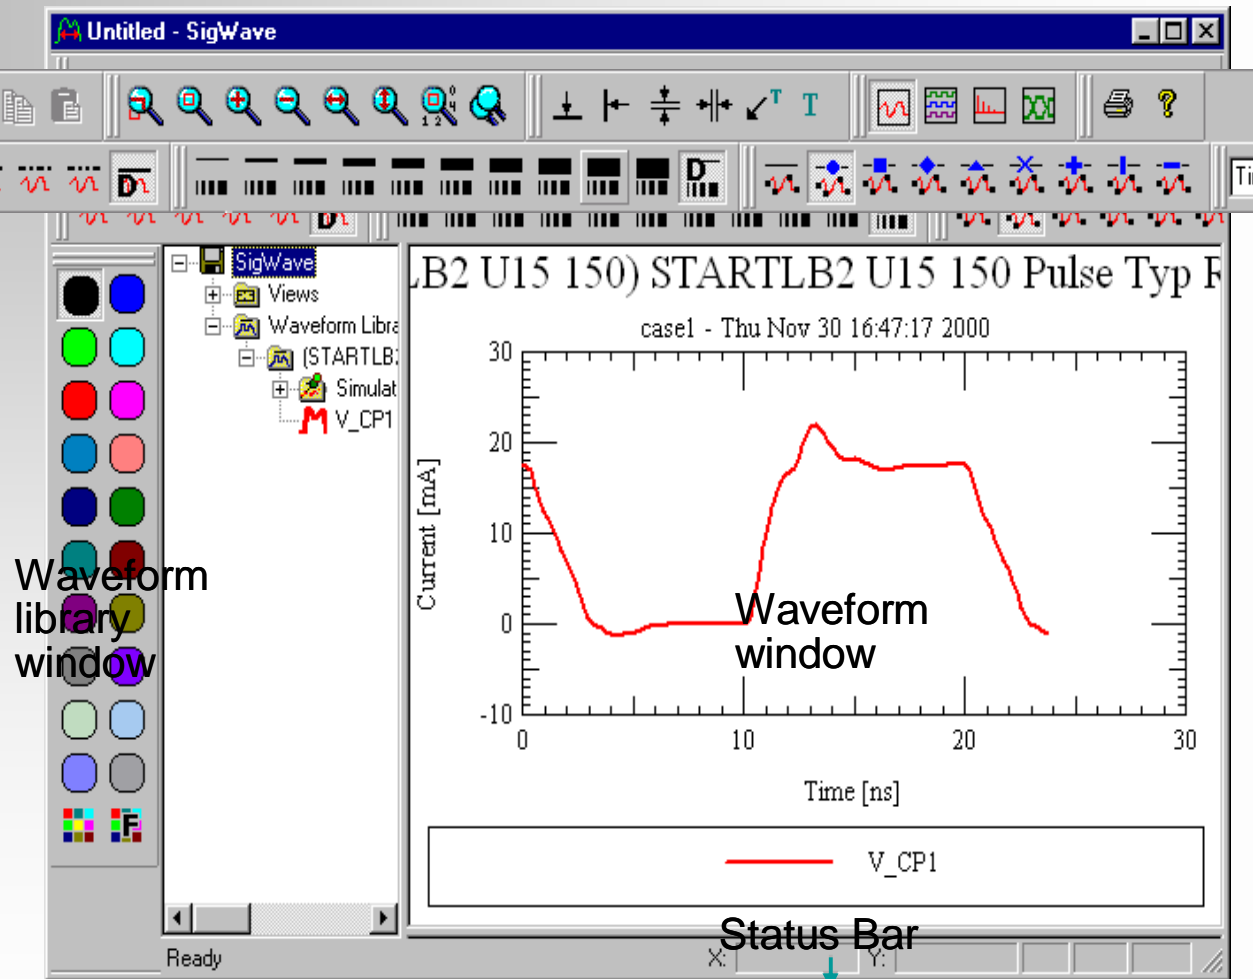 Untitled - SigWave
T
T
D
D
Ti
D
SigWave
Views
Waveform Libra
(STARTLB2
Simulat
V_CP1
LB2 U15 150) STARTLB2 U15 150 Pulse Typ R
case1 - Thu Nov 30 16:47:17 2000
30
20
10
0
-10
Current [mA]
0
10
20
30
Time [ns]
V_CP1
Waveform
library
window
Waveform
window
F
Status Bar
Ready
X:
Y: